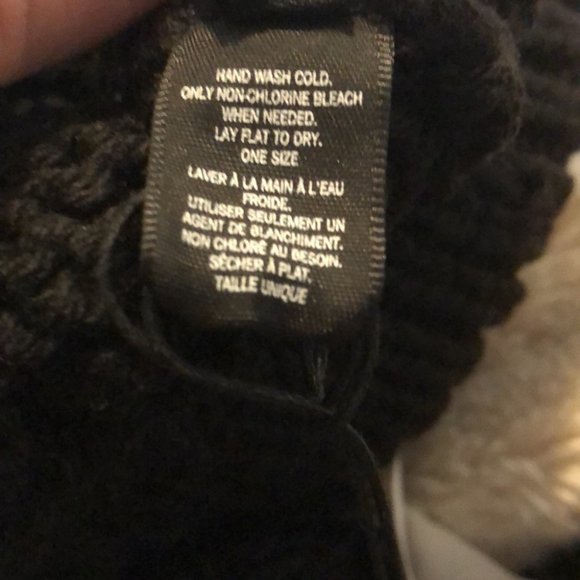 HAND WASH COLD.
ONLY NON-CHLORINE BLEACH
WHEN NEEDED.
LAY FLAT TO DRY.
ONE SIZE
LAVER À LA MAIN À L'EAU
FROIDE.
UTILISER SEULEMENT UN
AGENT DE BLANCHIMENT.
NON CHLORÉ AU BESOIN.
SÉCHER À PLAT.
TAILLE UNIQUE